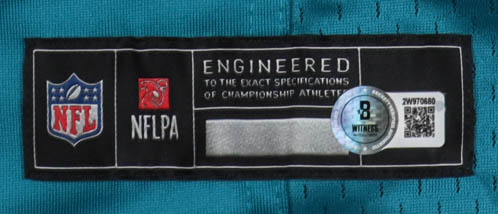 NFL
NFLPA
ENGINEERED
TO THE EXACT SPECIFICATIONS
OF CHAMPIONSHIP ATHLETES
B
WITNESS
2W970680